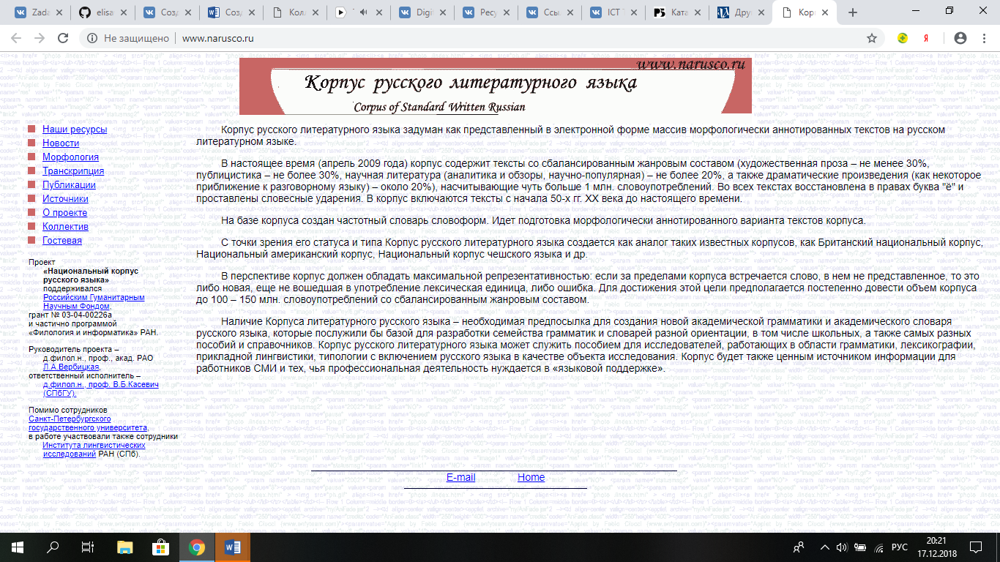 Zada
elisa
Созд
Созд
Кол
Digi
Ресу
Ссы
ICT
Ката
Дру
Кор
Не защищено
www.narusco.ru
www.narusco.ru
Корпус русского литературного языка
Corpus of Standard Written Russian
Наши ресурсы
Новости
Морфология
Транскрипция
Публикации
Источники
О проекте
Коллектив
Гостевая
Проект
«Национальный корпус
русского языка»
поддерживался
Российским Гуманитарным
Научным Фондом,
грант № 03-04-00226а
и частично программой
«Филология и информатика» РАН.
Руководитель проекта –
д.филол.н., проф., акад. РАО
Л.А.Вербицкая,
ответственный исполнитель –
д.филол.н., проф. В.Б.Касевич
(СПбГУ).
Помимо сотрудников
Санкт-Петербургского
государственного университета,
в работе участвовали также сотрудники
Института лингвистических
исследований РАН (СПб).
Корпус русского литературного языка задуман как представленный в электронной форме массив морфологически аннотированных текстов на русском
литературном языке.
В настоящее время (апрель 2009 года) корпус содержит тексты со сбалансированным жанровым составом (художественная проза – не менее 30%,
публицистика – не более 30%, научная литература (аналитика и обзоры, научно-популярная) – не более 20%, а также драматические произведения (как некоторое
приближение к разговорному языку) – около 20%), насчитывающие чуть больше 1 млн. словоупотреблений. Во всех текстах восстановлена в правах буква "ё" и
проставлены словесные ударения. В корпус включаются тексты с начала 50-х гг. XX века до настоящего времени.
На базе корпуса создан частотный словарь словоформ. Идет подготовка морфологически аннотированного варианта текстов корпуса.
С точки зрения его статуса и типа Корпус русского литературного языка создается как аналог таких известных корпусов, как Британский национальный корпус,
Национальный американский корпус, Национальный корпус чешского языка и др.
В перспективе корпус должен обладать максимальной репрезентативностью: если за пределами корпуса встречается слово, в нем не представленное, то это
либо новая, еще не вошедшая в употребление лексическая единица, либо ошибка. Для достижения этой цели предполагается постепенно довести объем корпуса
до 100 – 150 млн. словоупотреблений со сбалансированным жанровым составом.
Наличие Корпуса литературного русского языка – необходимая предпосылка для создания новой академической грамматики и академического словаря
русского языка, которые послужили бы базой для разработки семейства грамматик и словарей разной ориентации, в том числе школьных, а также самых разных
пособий и справочников. Корпус русского литературного языка может служить пособием для исследователей, работающих в области грамматики, лексикографии,
прикладной лингвистики, типологии с включением русского языка в качестве объекта исследования. Корпус будет также ценным источником информации для
работников СМИ и тех, чья профессиональная деятельность нуждается в «языковой поддержке».
E-mail Home
РУС
20:21
17.12.2018